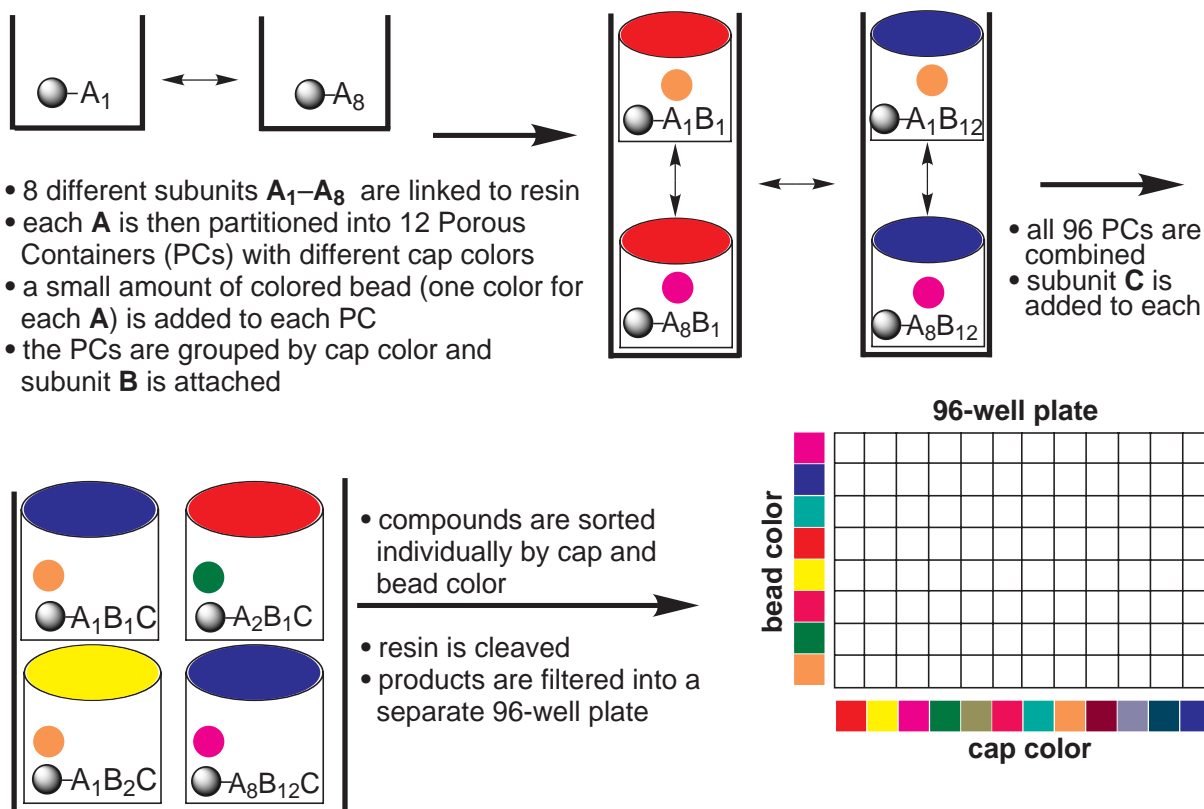 A₁
A₈
A₁B₁
A₁B₁₂
A₈B₁
A₈B₁₂
• 8 different subunits A₁–A₈ are linked to resin
• each A is then partitioned into 12 Porous
Containers (PCs) with different cap colors
• a small amount of colored bead (one color for
each A) is added to each PC
• the PCs are grouped by cap color and
subunit B is attached
• all 96 PCs are
combined
• subunit C is
added to each
A₁B₁C
A₂B₁C
A₁B₂C
A₈B₁₂C
• compounds are sorted
individually by cap and
bead color
• resin is cleaved
• products are filtered into a
separate 96-well plate
96-well plate
bead color
cap color